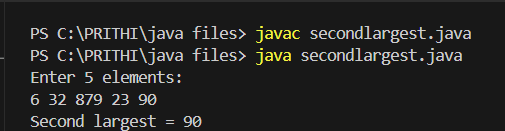 PS C:\PRITHI\java files> javac secondlargest.java
PS C:\PRITHI\java files> java secondlargest.java
Enter 5 elements:
6 32 879 23 90
Second largest = 90